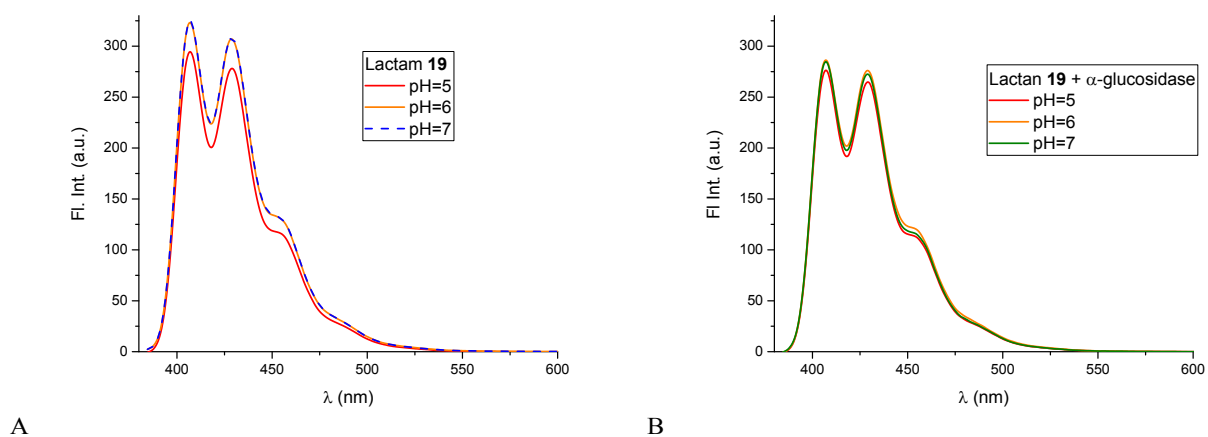 Fl. Int. (a.u.)
300
250
200
150
100
50
0
400
450
500
550
600
λ (nm)
Lactam 19
pH=5
pH=6
pH=7
A
Fl Int. (a.u.)
300
250
200
150
100
50
0
400
450
500
550
600
λ (nm)
Lactan 19 + α-glucosidase
pH=5
pH=6
pH=7
B